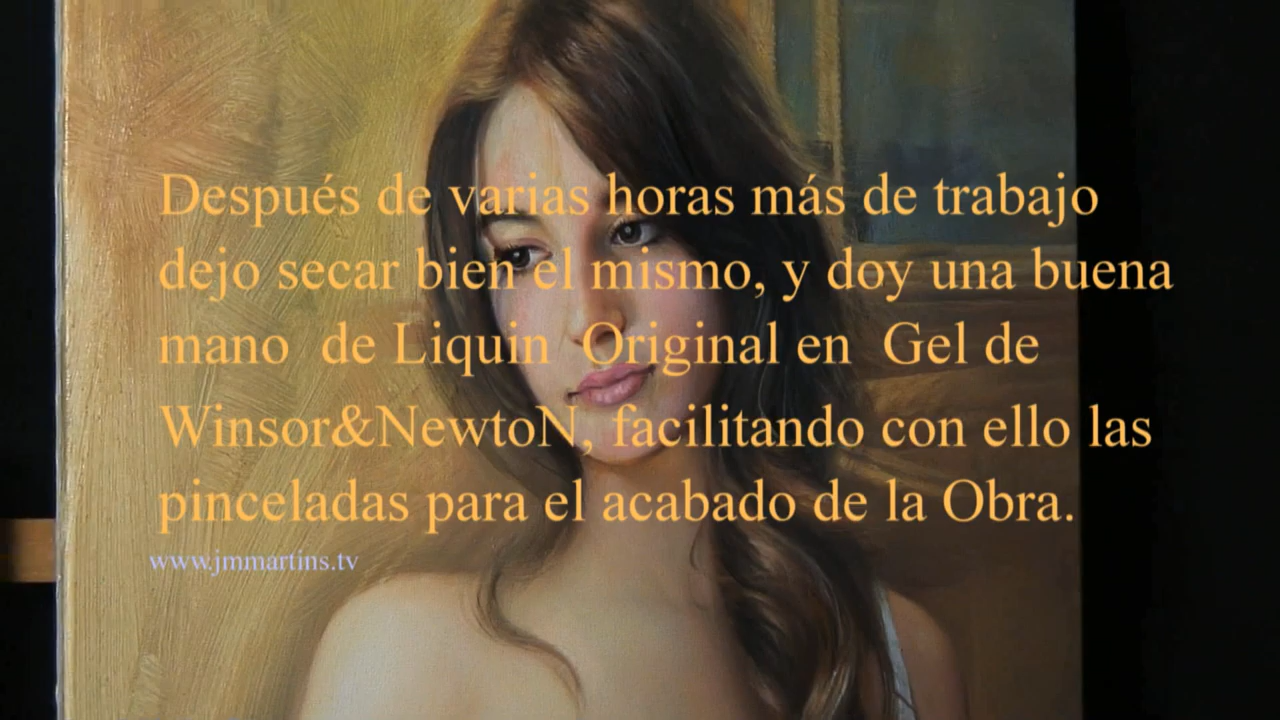 Después de varias horas más de trabajo
dejo secar bien el mismo, y doy una buena
mano de Liquin Original en Gel de
Winsor&NewtoN, facilitando con ello las
pinceladas para el acabado de la Obra.
www.jmmartins.tv